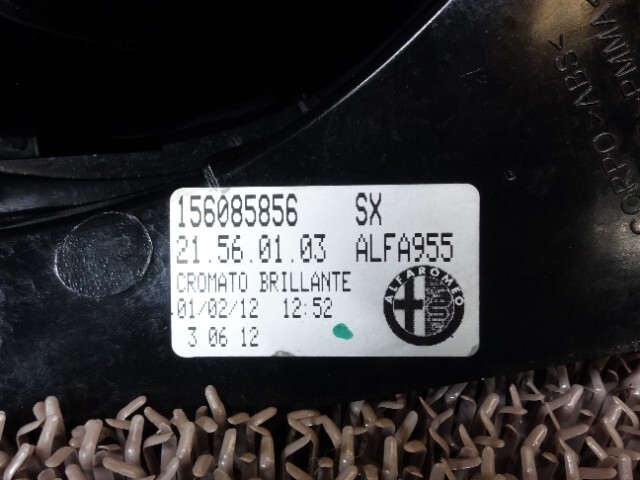 156085856 SX
21.56.01.03 ALFA955
CROMATO BRILLANTE
01/02/12 12:52
3 06 12
ALFA ROMEO
CORPO >ABS<
PMMA